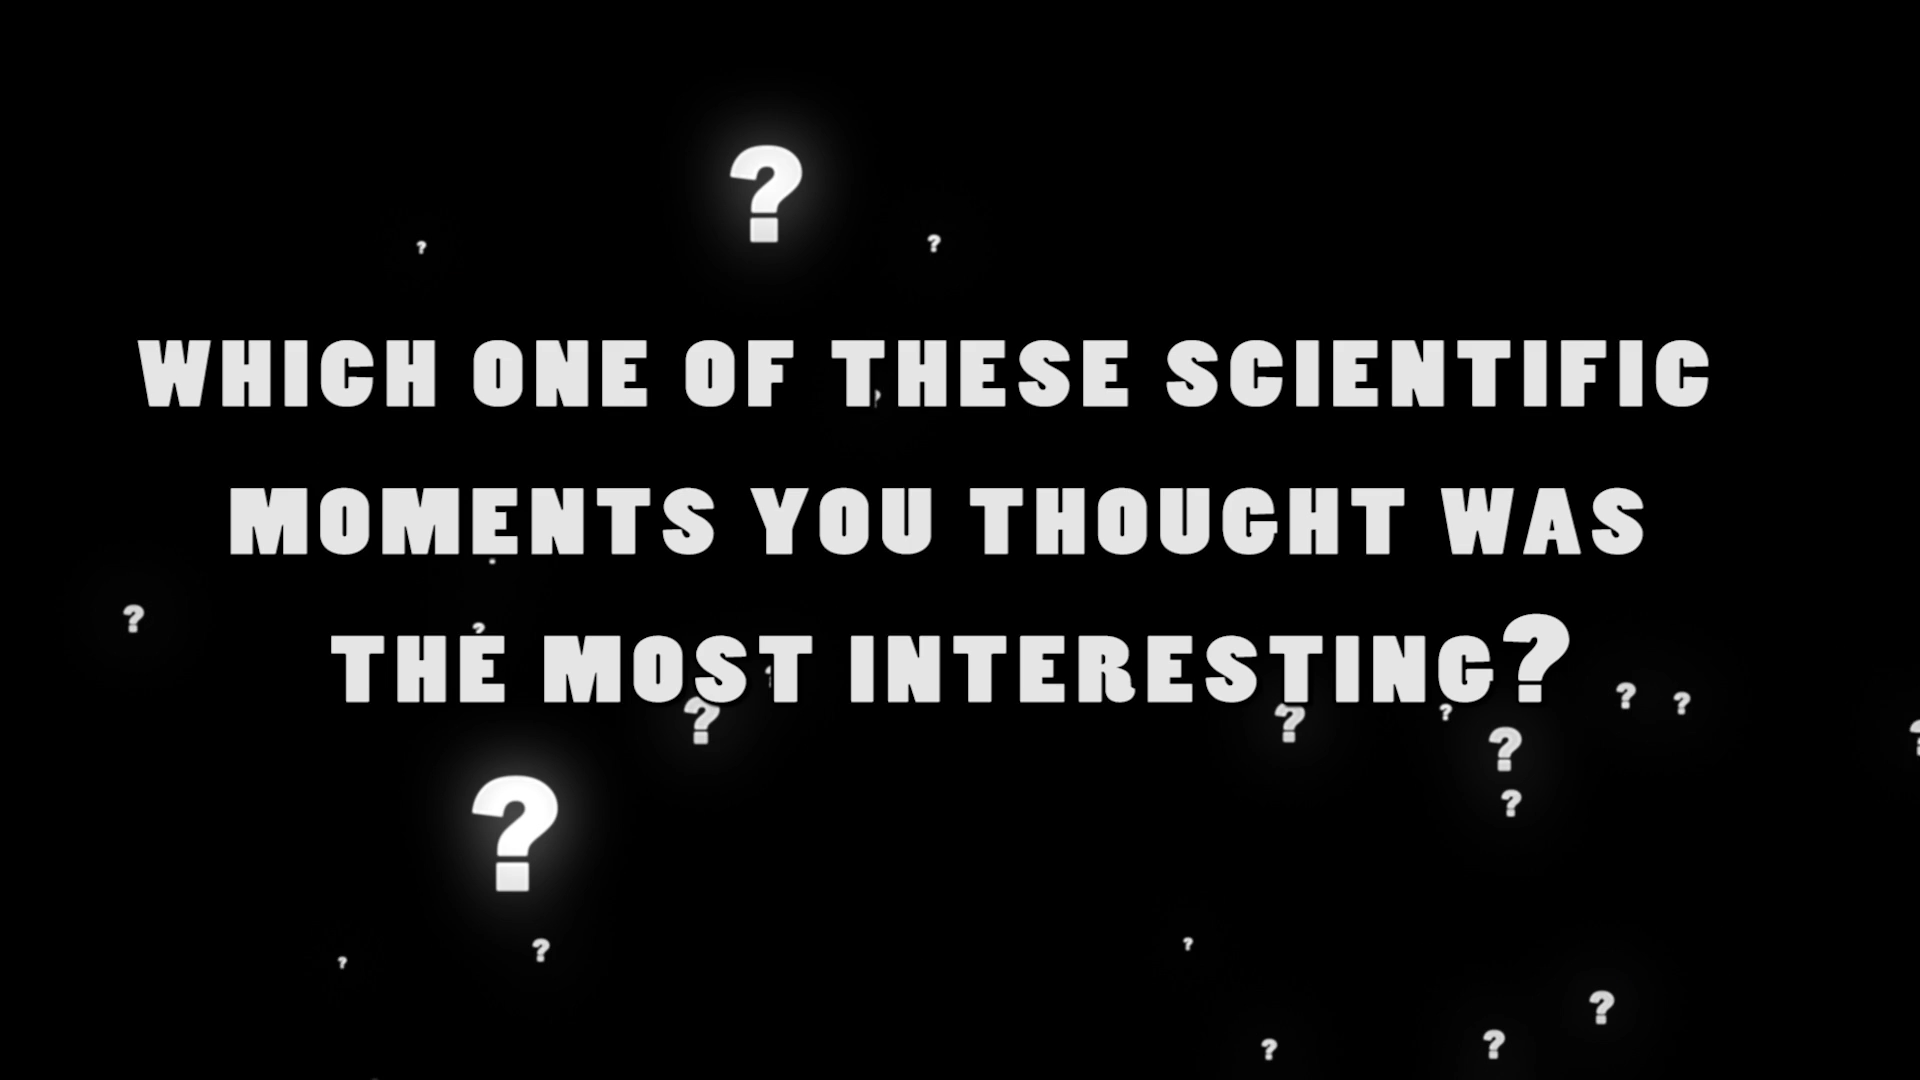 WHICH ONE OF THESE SCIENTIFIC
MOMENTS YOU THOUGHT WAS
THE MOST INTERESTING?